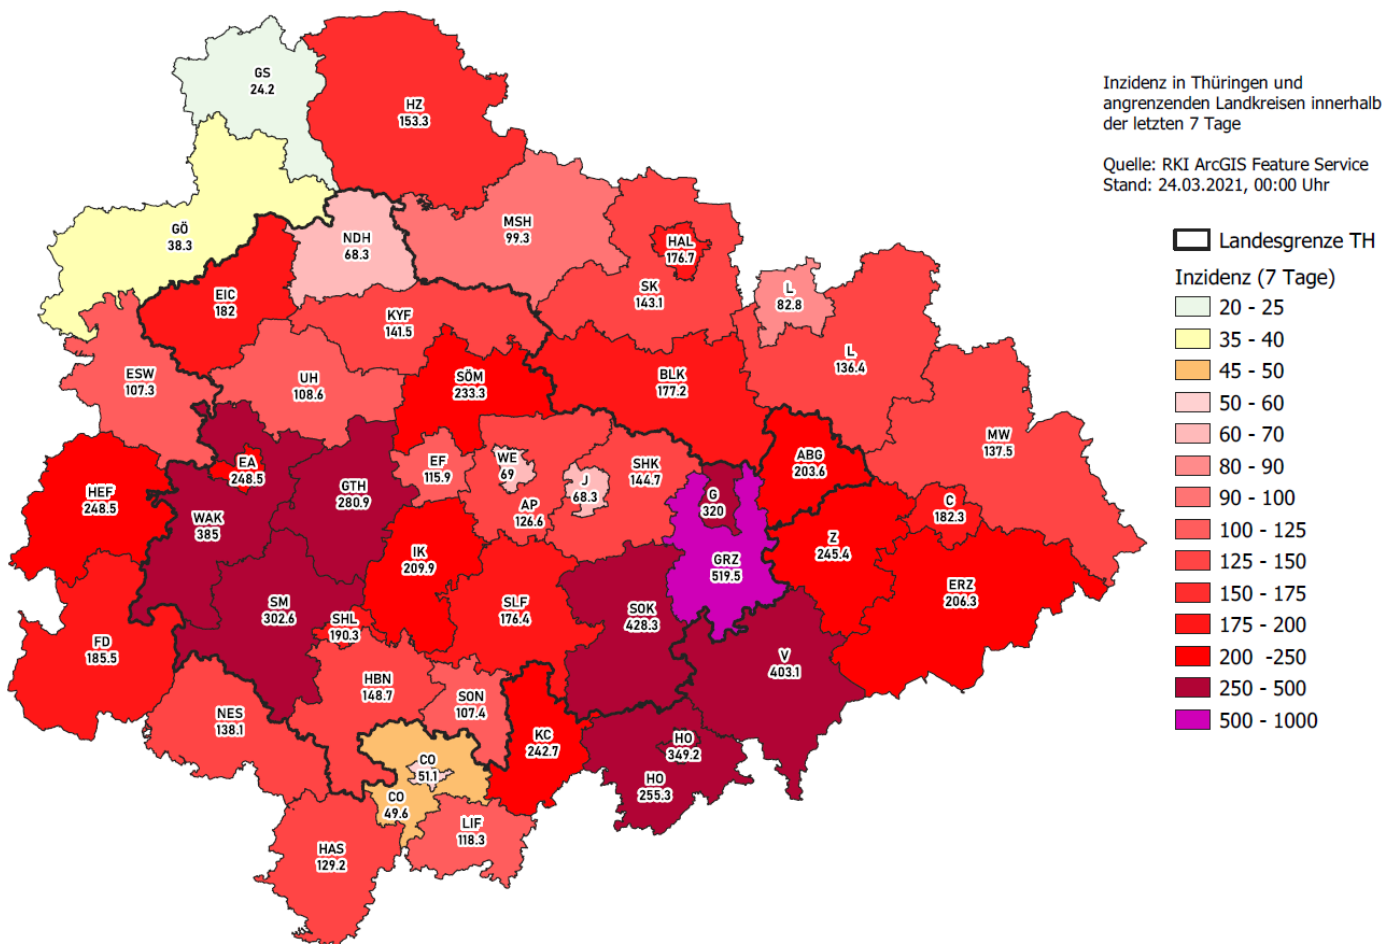 Inzidenz in Thüringen und
angrenzenden Landkreisen innerhalb
der letzten 7 Tage
Quelle: RKI ArcGIS Feature Service
Stand: 24.03.2021, 00:00 Uhr
Landesgrenze TH
Inzidenz (7 Tage)
20 - 25
35 - 40
45 - 50
50 - 60
60 - 70
80 - 90
90 - 100
100 - 125
125 - 150
150 - 175
175 - 200
200 -250
250 - 500
500 - 1000
GS
24.2
HZ
153.3
GÖ
38.3
NDH
68.3
MSH
99.3
HAL
176.7
SK
143.1
L
82.8
EIC
182
KYF
141.5
L
136.4
ESW
107.3
UH
108.6
SÖM
233.3
BLK
177.2
MW
137.5
HEF
248.5
EA
248.5
GTH
280.9
EF
115.9
WE
69
AP
126.6
J
68.3
SHK
144.7
G
320
ABG
203.6
C
182.3
WAK
385
IK
209.9
GRZ
519.5
Z
245.4
ERZ
206.3
SM
302.6
SHL
190.3
SLF
176.4
SOK
428.3
FD
185.5
V
403.1
HBN
148.7
SON
107.4
NES
138.1
KC
242.7
HO
349.2
CO
51.1
HO
255.3
CO
49.6
LIF
118.3
HAS
129.2